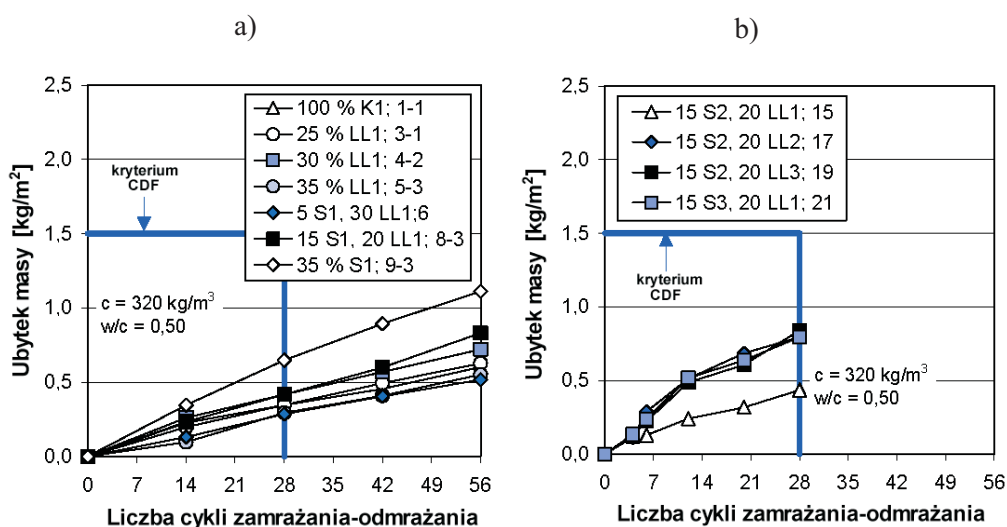 a)
b)
Ubytek masy [kg/m²]
2,5
2,0
1,5
1,0
0,5
0,0
100 % K1; 1-1
25 % LL1; 3-1
30 % LL1; 4-2
35 % LL1; 5-3
5 S1, 30 LL1;6
15 S1, 20 LL1; 8-3
35 % S1; 9-3
kryterium
CDF
c = 320 kg/m³
w/c = 0,50
0 7 14 21 28 35 42 49 56
Liczba cykli zamrażania-odmrażania
Ubytek masy [kg/m²]
2,5
2,0
1,5
1,0
0,5
0,0
15 S2, 20 LL1; 15
15 S2, 20 LL2; 17
15 S2, 20 LL3; 19
15 S3, 20 LL1; 21
kryterium
CDF
c = 320 kg/m³
w/c = 0,50
0 7 14 21 28 35 42 49 56
Liczba cykli zamrażania-odmrażania